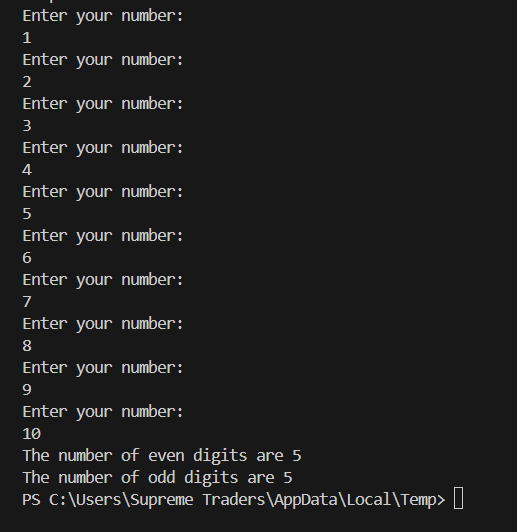 Enter your number:
1
Enter your number:
2
Enter your number:
3
Enter your number:
4
Enter your number:
5
Enter your number:
6
Enter your number:
7
Enter your number:
8
Enter your number:
9
Enter your number:
10
The number of even digits are 5
The number of odd digits are 5
PS C:\Users\Supreme Traders\AppData\Local\Temp>